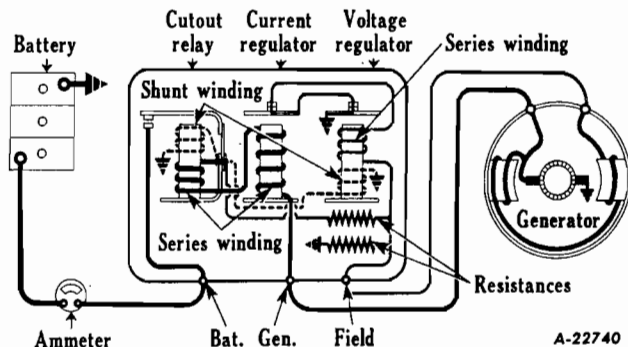 Battery
Cutout relay
Current regulator
Voltage regulator
Series winding
Shunt winding
Series winding
Generator
Resistances
Ammeter
Bat.
Gen.
Field
A-22740